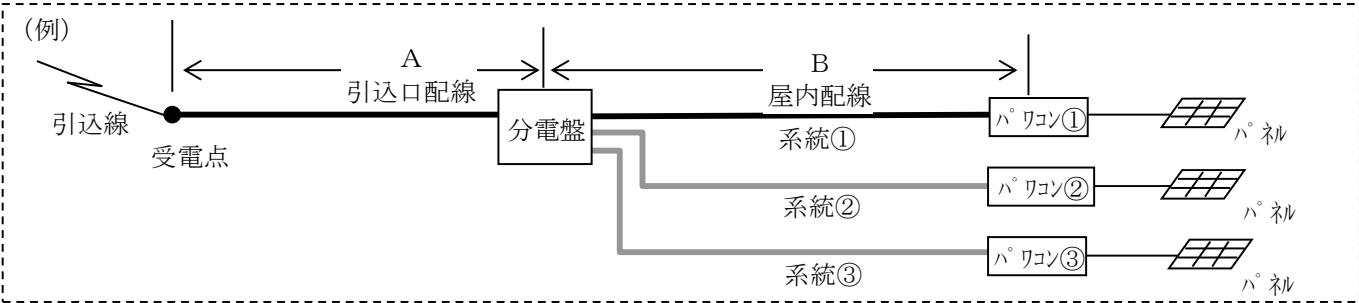 (例)
A
B
引込口配線
屋内配線
引込線
受電点
分電盤
系統①
ﾊﾟﾜｺﾝ①
ﾊﾟﾈﾙ
系統②
ﾊﾟﾜｺﾝ②
ﾊﾟﾈﾙ
系統③
ﾊﾟﾜｺﾝ③
ﾊﾟﾈﾙ